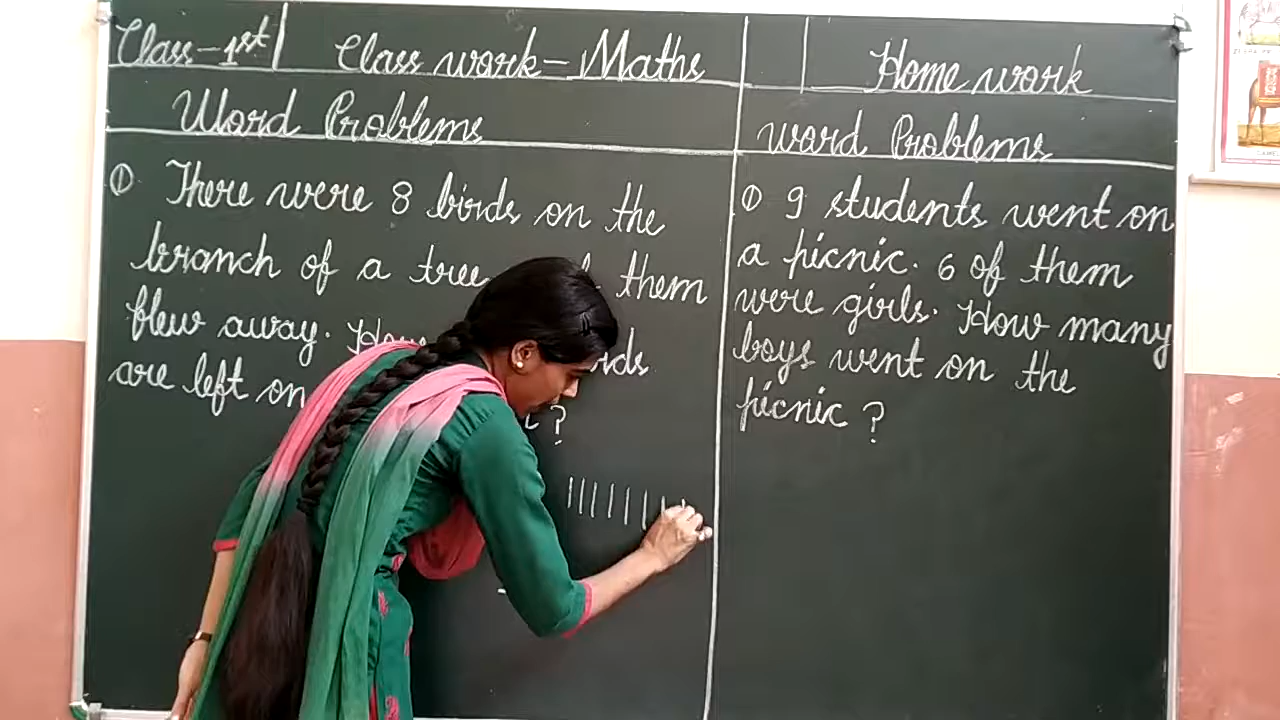 Class-1st
Class work-Maths
Word Problems
① There were 8 birds on the
branch of a tree them
flew away.
are left on
?
Home work
word Problems
① 9 students went on
a picnic. 6 of them
were girls. How many
boys went on the
picnic ?